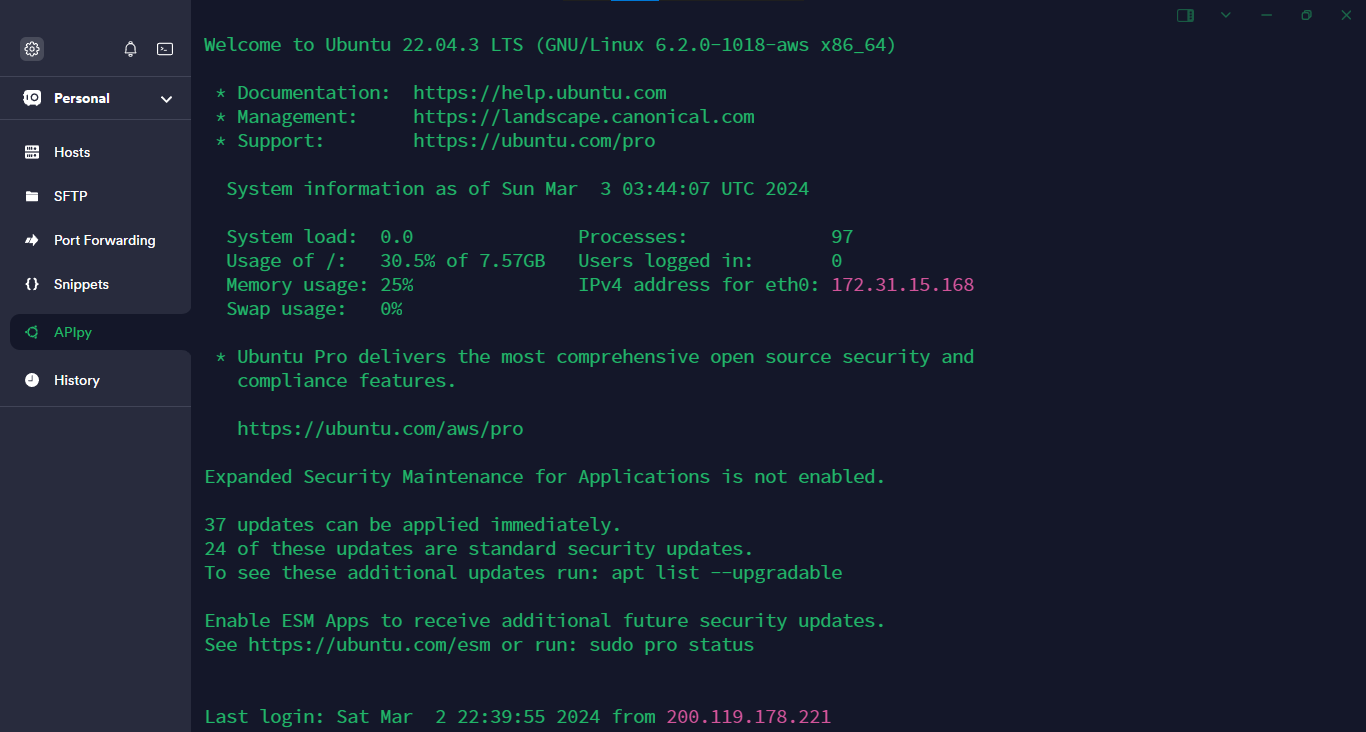 Personal
Hosts
SFTP
Port Forwarding
Snippets
APIpy
History
Welcome to Ubuntu 22.04.3 LTS (GNU/Linux 6.2.0-1018-aws x86_64)
* Documentation:  https://help.ubuntu.com
* Management:     https://landscape.canonical.com
* Support:        https://ubuntu.com/pro
System information as of Sun Mar  3 03:44:07 UTC 2024
System load:  0.0               Processes:             97
Usage of /:   30.5% of 7.57GB   Users logged in:       0
Memory usage: 25%               IPv4 address for eth0: 172.31.15.168
Swap usage:   0%
* Ubuntu Pro delivers the most comprehensive open source security and
compliance features.
https://ubuntu.com/aws/pro
Expanded Security Maintenance for Applications is not enabled.
37 updates can be applied immediately.
24 of these updates are standard security updates.
To see these additional updates run: apt list --upgradable
Enable ESM Apps to receive additional future security updates.
See https://ubuntu.com/esm or run: sudo pro status
Last login: Sat Mar  2 22:39:55 2024 from 200.119.178.221